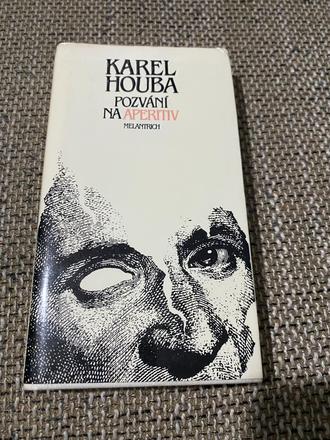 KAREL
HOUBA
POZVÁNÍ
NA APERITIV
MELANTRICH